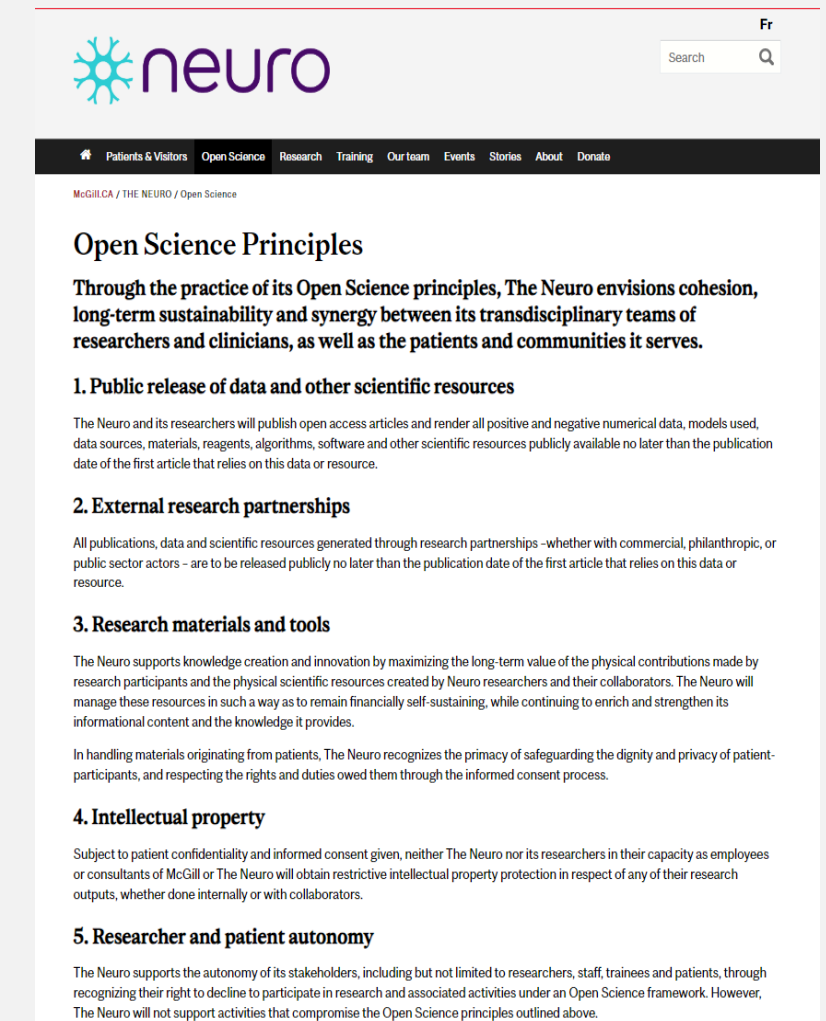 Fr
neuro
Search
Patients & Visitors Open Science Research Training Our team Events Stories About Donate
McGill.CA / THE NEURO / Open Science
Open Science Principles
Through the practice of its Open Science principles, The Neuro envisions cohesion,
long-term sustainability and synergy between its transdisciplinary teams of
researchers and clinicians, as well as the patients and communities it serves.
1. Public release of data and other scientific resources
The Neuro and its researchers will publish open access articles and render all positive and negative numerical data, models used,
data sources, materials, reagents, algorithms, software and other scientific resources publicly available no later than the publication
date of the first article that relies on this data or resource.
2. External research partnerships
All publications, data and scientific resources generated through research partnerships –whether with commercial, philanthropic, or
public sector actors – are to be released publicly no later than the publication date of the first article that relies on this data or
resource.
3. Research materials and tools
The Neuro supports knowledge creation and innovation by maximizing the long-term value of the physical contributions made by
research participants and the physical scientific resources created by Neuro researchers and their collaborators. The Neuro will
manage these resources in such a way as to remain financially self-sustaining, while continuing to enrich and strengthen its
informational content and the knowledge it provides.
In handling materials originating from patients, The Neuro recognizes the primacy of safeguarding the dignity and privacy of patient-
participants, and respecting the rights and duties owed them through the informed consent process.
4. Intellectual property
Subject to patient confidentiality and informed consent given, neither The Neuro nor its researchers in their capacity as employees
or consultants of McGill or The Neuro will obtain restrictive intellectual property protection in respect of any of their research
outputs, whether done internally or with collaborators.
5. Researcher and patient autonomy
The Neuro supports the autonomy of its stakeholders, including but not limited to researchers, staff, trainees and patients, through
recognizing their right to decline to participate in research and associated activities under an Open Science framework. However,
The Neuro will not support activities that compromise the Open Science principles outlined above.